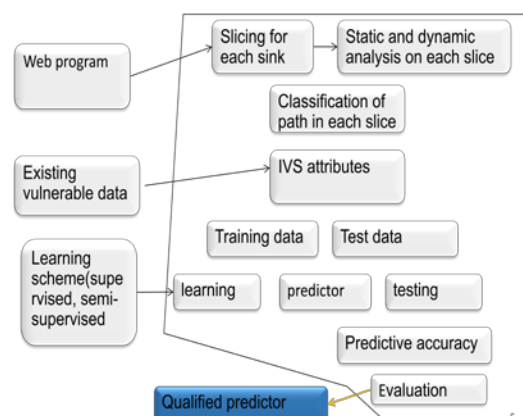 Slicing for
each sink
Static and dynamic
analysis on each slice
Web program
Classification of
path in each slice
Existing
vulnerable data
IVS attributes
Training data
Test data
Learning
scheme(supe
rvised, semi-
supervised
learning
predictor
testing
Predictive accuracy
Evaluation
Qualified predictor